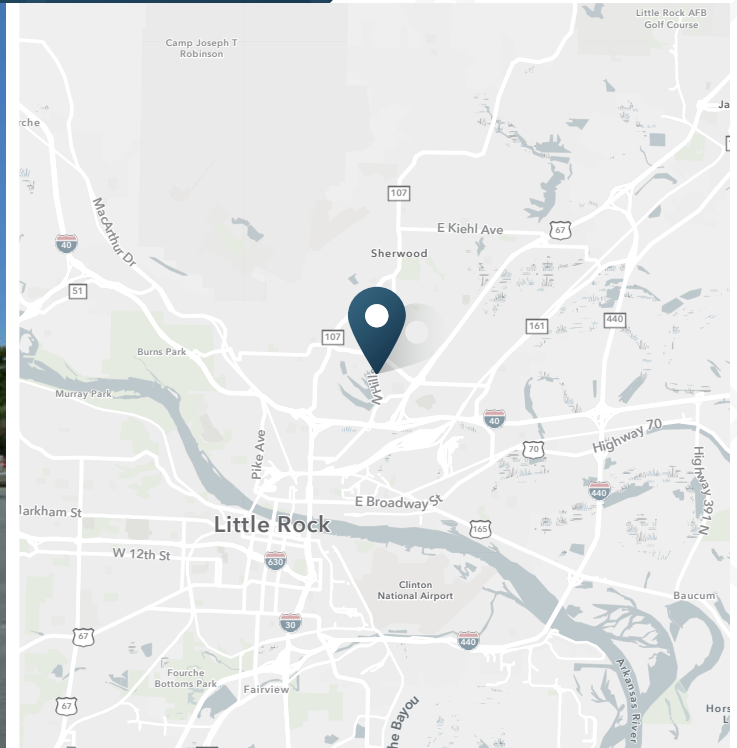 Little Rock AFB
Golf Course
Camp Joseph T
Robinson
rche
107
MacArthur Dr
E Kiehl Ave
67
40
Sherwood
51
440
161
107
Burns Park
Murray Park
40
Highway 70
70
Pike Ave
Highway 391 N
440
E Broadway St
arkham St
Little Rock
165
W 12th St
630
Clinton
National Airport
Baucum
30
67
440
Fourche
Bottoms Park
Fairview
Arkansas River
67
he Bayou
Hors
L